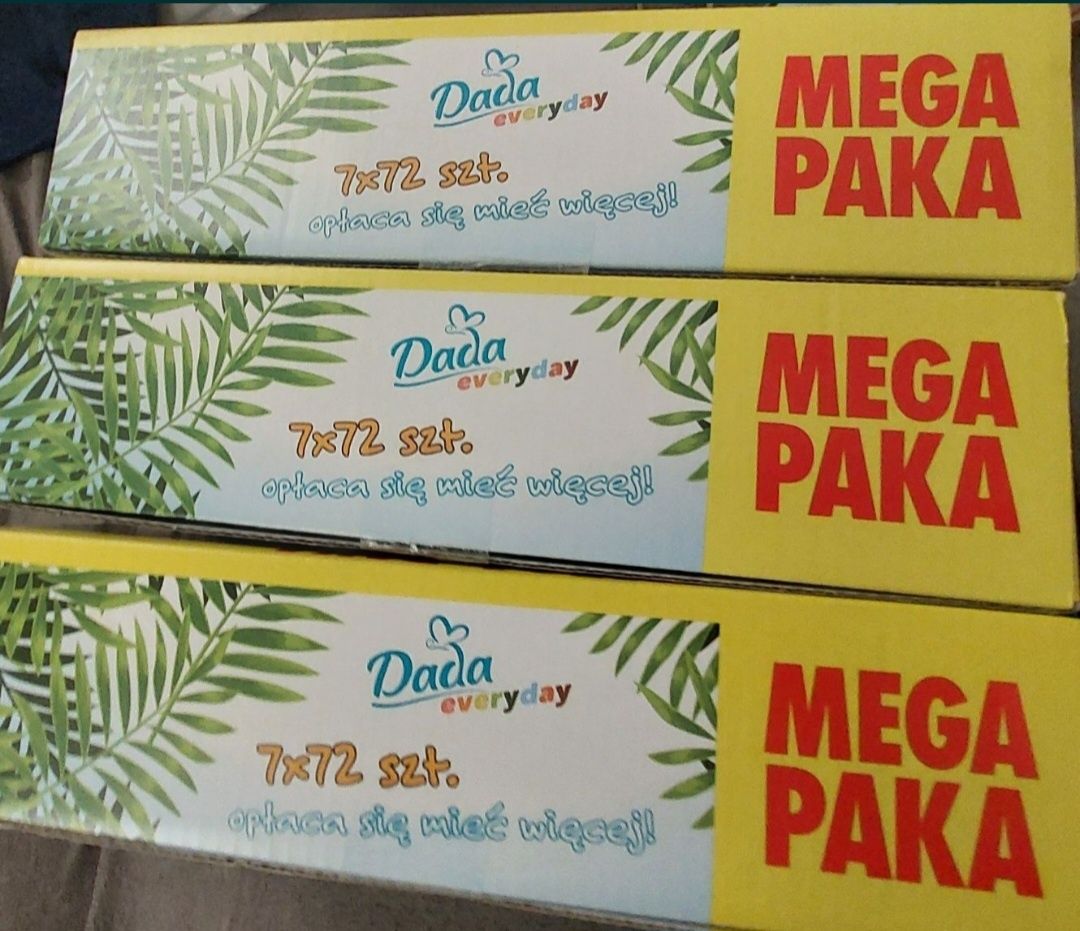 Dada
everyday
7x72 szt.
opłaca się mieć więcej!
MEGA
PAKA
Dada
everyday
7x72 szt.
opłaca się mieć więcej!
MEGA
PAKA
Dada
everyday
7x72 szt.
opłaca się mieć więcej!
MEGA
PAKA